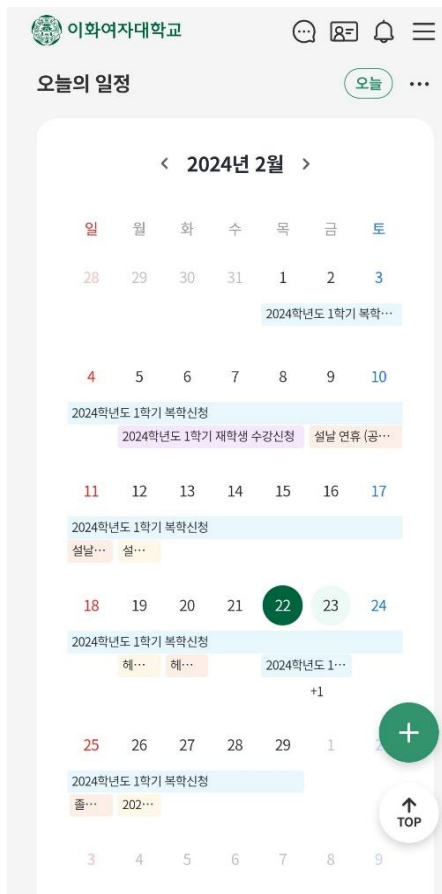 이화여자대학교
오늘의 일정 오늘
2024년 2월
일 월 화 수 목 금 토
28 29 30 31 1 2 3
2024학년도 1학기 복학…
4 5 6 7 8 9 10
2024학년도 1학기 복학신청
2024학년도 1학기 재학생 수강신청 설날 연휴 (공…
11 12 13 14 15 16 17
2024학년도 1학기 복학신청
설날… 설…
18 19 20 21 22 23 24
2024학년도 1학기 복학신청
헤… 헤… 2024학년도 1…
+1
25 26 27 28 29 1 2
2024학년도 1학기 복학신청
졸… 202…
TOP
3 4 5 6 7 8 9